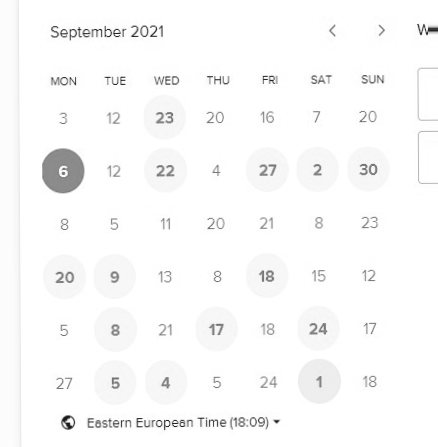 September 2021
MON TUE WED THU FRI SAT SUN
3 12 23 20 16 7 20
6 12 22 4 27 2 30
8 5 11 20 21 8 23
20 9 13 8 18 15 12
5 8 21 17 18 24 17
27 5 4 5 24 1 18
Eastern European Time (18:09)